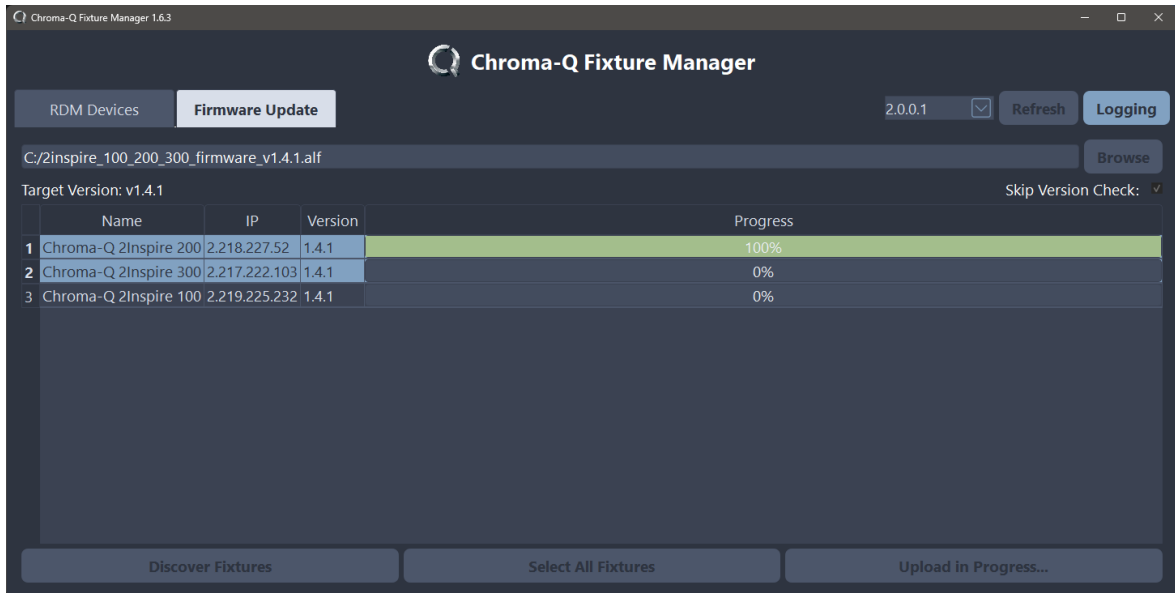 Chroma-Q Fixture Manager 1.6.3
Chroma-Q Fixture Manager
RDM Devices Firmware Update 2.0.0.1 Refresh Logging
C:/2inspire_100_200_300_firmware_v1.4.1.alf Browse
Target Version: v1.4.1 Skip Version Check:
Name IP Version Progress
1 Chroma-Q 2Inspire 200 2.218.227.52 1.4.1 100%
2 Chroma-Q 2Inspire 300 2.217.222.103 1.4.1 0%
3 Chroma-Q 2Inspire 100 2.219.225.232 1.4.1 0%
Discover Fixtures Select All Fixtures Upload in Progress...